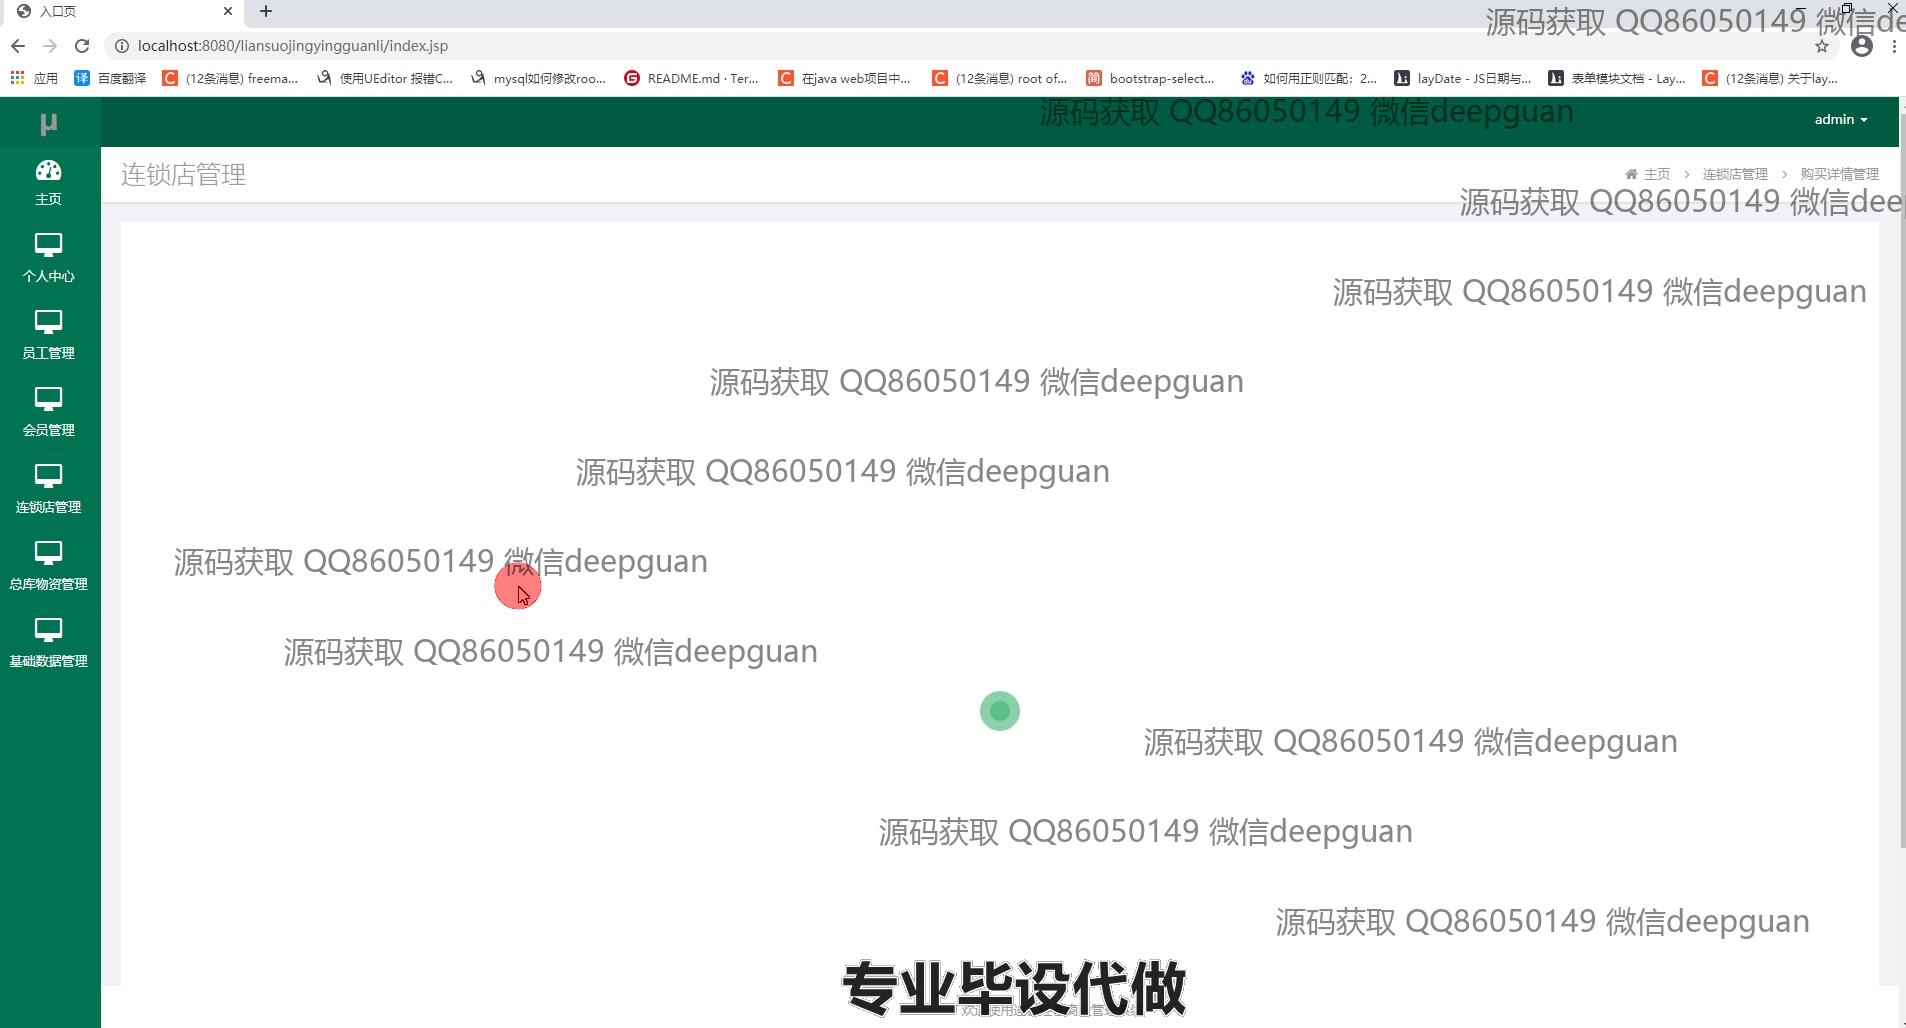 入口页
源码获取 QQ86050149 微信de
localhost:8080/liansuojingyingguanli/index.jsp
应用
百度翻译
(12条消息) freema...
使用UEditor 报错C...
mysql如何修改roo...
README.md · Ter...
在java web项目中...
(12条消息) root of...
bootstrap-select...
如何用正则匹配：2...
layDate - JS日期与...
表单模块文档 - Lay...
(12条消息) 关于lay...
μ
源码获取 QQ86050149 微信deepguan
admin
主页
连锁店管理
主页 > 连锁店管理 > 购买详情管理
源码获取 QQ86050149 微信dee
个人中心
源码获取 QQ86050149 微信deepguan
员工管理
源码获取 QQ86050149 微信deepguan
会员管理
源码获取 QQ86050149 微信deepguan
连锁店管理
源码获取 QQ86050149 微信deepguan
总库物资管理
源码获取 QQ86050149 微信deepguan
基础数据管理
源码获取 QQ86050149 微信deepguan
源码获取 QQ86050149 微信deepguan
源码获取 QQ86050149 微信deepguan
专业毕设代做